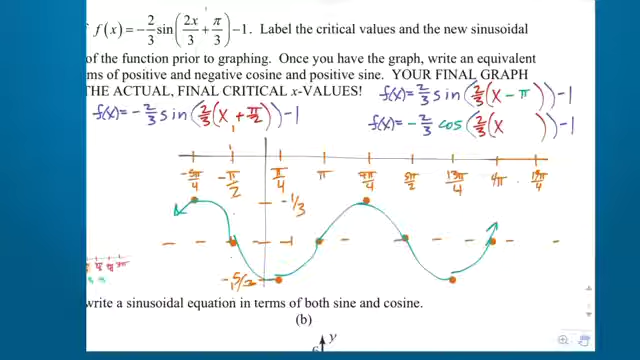 f(x) = -2/3 sin(2x/3 + π/3) - 1. Label the critical values and the new sinusoidal
of the function prior to graphing. Once you have the graph, write an equivalent
ms of positive and negative cosine and positive sine. YOUR FINAL GRAPH
THE ACTUAL, FINAL CRITICAL x-VALUES!
f(x) = 2/3 sin(2/3(x - π )) - 1
f(x) = -2/3 sin(2/3(x + π/2)) - 1
f(x) = -2/3 cos(2/3(x )) - 1
-5π/4 -π/2 π/4 π 7π/4 5π/2 13π/4 4π 19π/4
-1/3
-5/3
write a sinusoidal equation in terms of both sine and cosine.
(b)
y
6